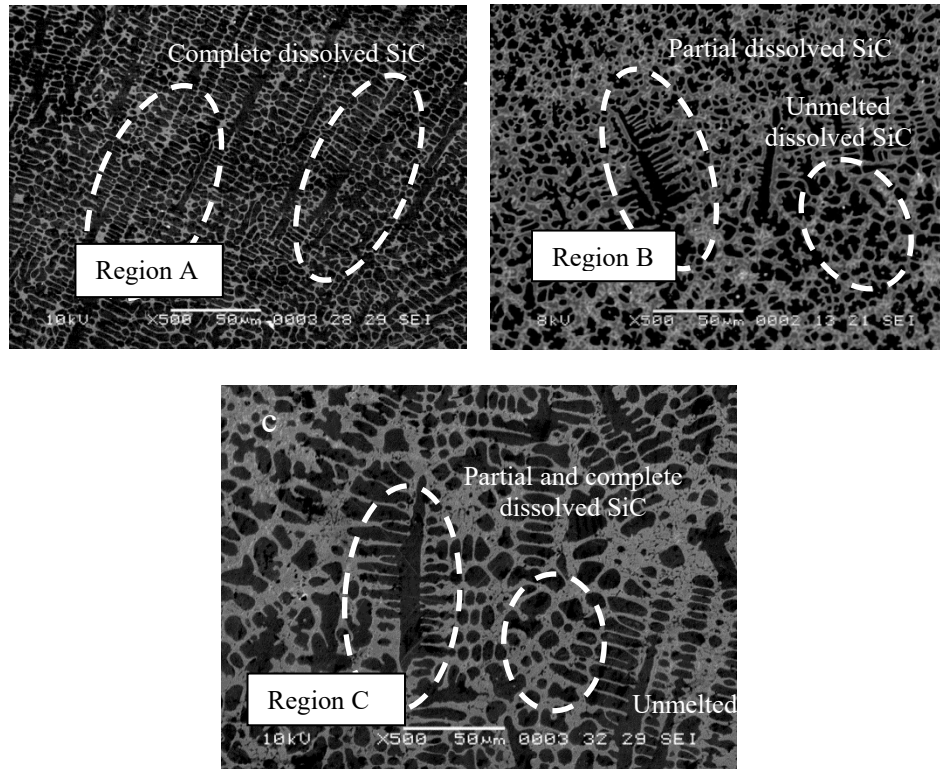 Complete dissolved SiC
Region A
10kV X500 50μm 0003 28 29 SEI
Partial dissolved SiC
Unmelted
dissolved SiC
Region B
8kV X500 50μm 0002 13 21 SEI
c
Partial and complete
dissolved SiC
Unmelted
Region C
10kV X500 50μm 0003 32 29 SEI